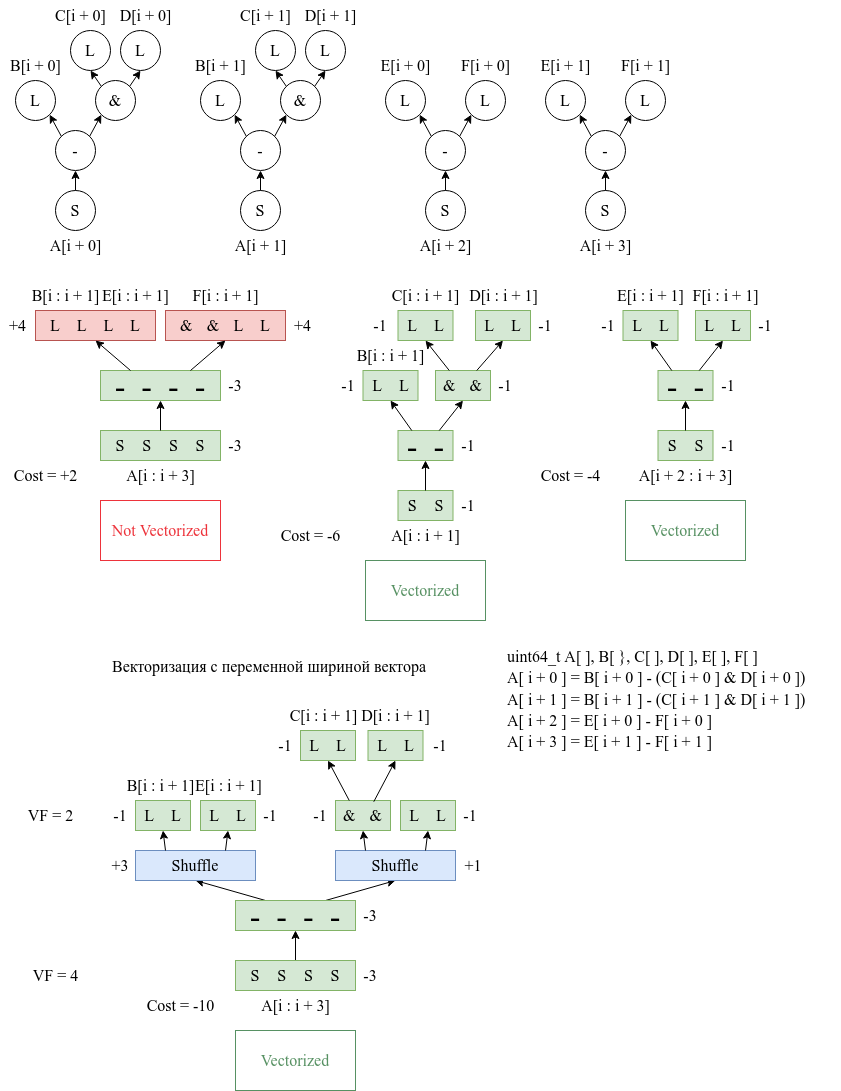 C[i + 0] D[i + 0] C[i + 1] D[i + 1]
L L L L
B[i + 0] B[i + 1] E[i + 0] F[i + 0] E[i + 1] F[i + 1]
L & L & L L L L
- - - -
S S S S
A[i + 0] A[i + 1] A[i + 2] A[i + 3]
B[i : i + 1] E[i : i + 1] F[i : i + 1] C[i : i + 1] D[i : i + 1] E[i : i + 1] F[i : i + 1]
+4 L L L L & & L L +4 -1 L L L L -1 -1 L L L L -1
B[i : i + 1]
- - - - -3 -1 L L & & -1 - - -1
S S S S -3 - - -1 S S -1
Cost = +2 A[i : i + 3] Cost = -4 A[i + 2 : i + 3]
S S -1
Not Vectorized Vectorized
Cost = -6 A[i : i + 1]
Vectorized
Векторизация с переменной шириной вектора
uint64_t A[ ], B[ }, C[ ], D[ ], E[ ], F[ ]
A[ i + 0 ] = B[ i + 0 ] - (C[ i + 0 ] & D[ i + 0 ])
A[ i + 1 ] = B[ i + 1 ] - (C[ i + 1 ] & D[ i + 1 ])
A[ i + 2 ] = E[ i + 0 ] - F[ i + 0 ]
A[ i + 3 ] = E[ i + 1 ] - F[ i + 1 ]
C[i : i + 1] D[i : i + 1]
-1 L L L L -1
B[i : i + 1] E[i : i + 1]
VF = 2 -1 L L L L -1 -1 & & L L -1
+3 Shuffle Shuffle +1
- - - - -3
VF = 4 S S S S -3
Cost = -10 A[i : i + 3]
Vectorized